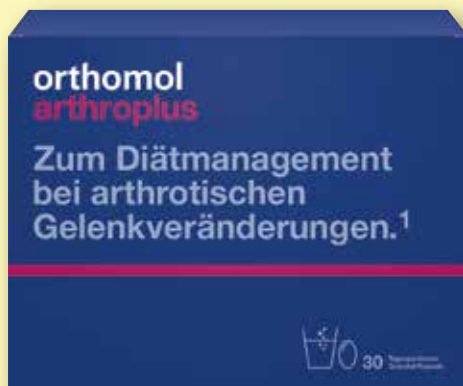 orthomol
arthroplus
Zum Diätmanagement
bei arthrotischen
Gelenkveränderungen.¹
30